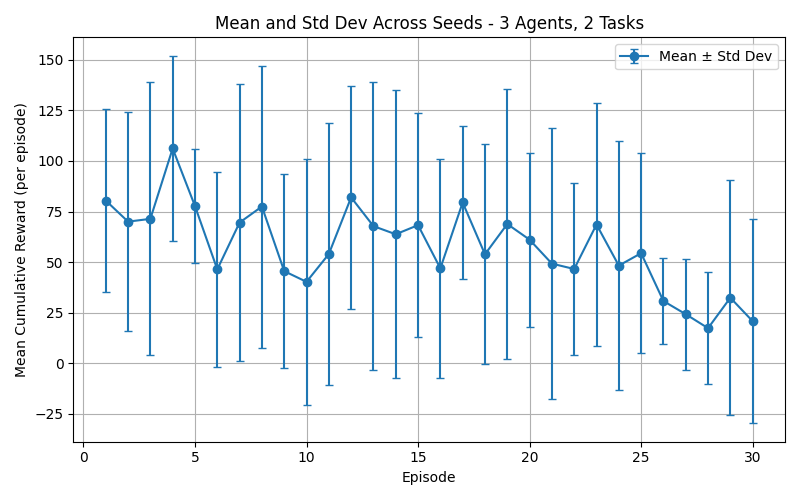 Mean and Std Dev Across Seeds - 3 Agents, 2 Tasks
Mean ± Std Dev
Mean Cumulative Reward (per episode)
150
125
100
75
50
25
0
−25
0 5 10 15 20 25 30
Episode